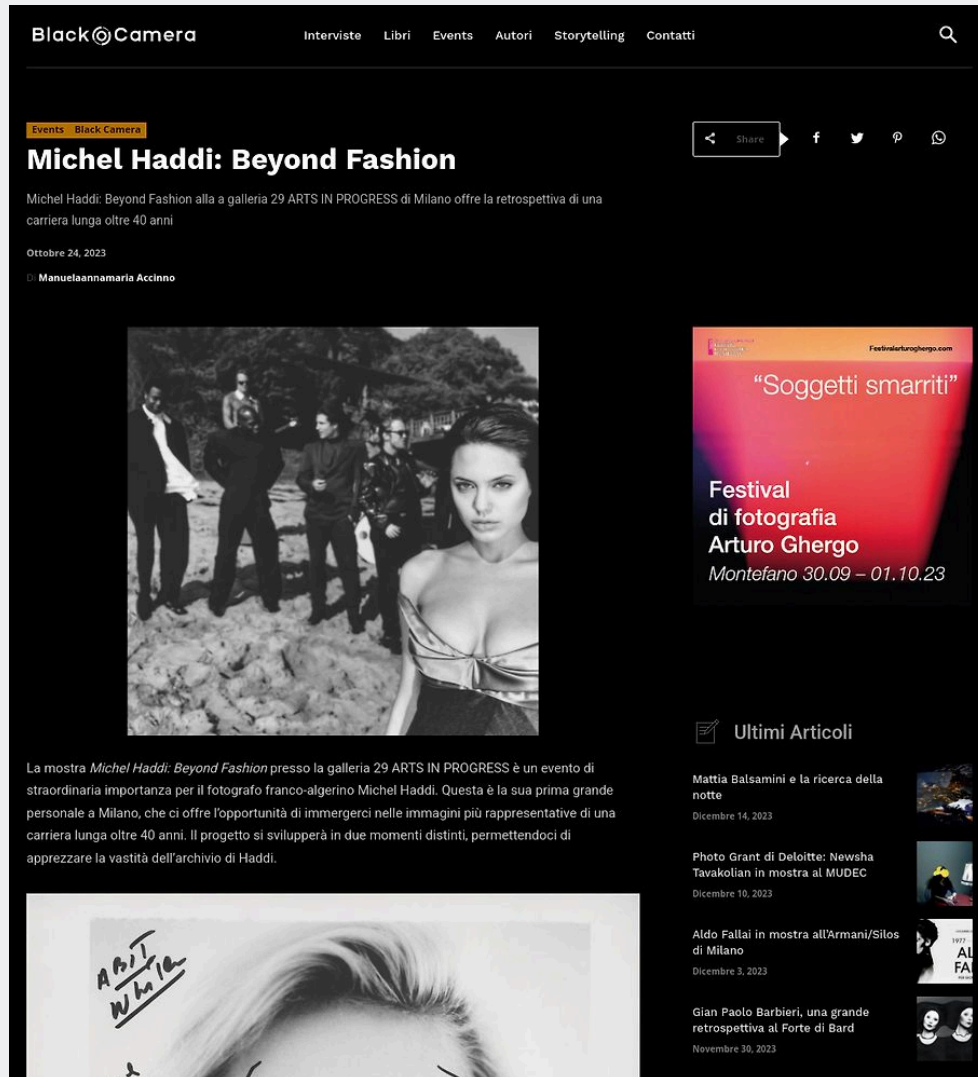 Black Camera
Interviste Libri Events Autori Storytelling Contatti
Events Black Camera
Michel Haddi: Beyond Fashion
Michel Haddi: Beyond Fashion alla a galleria 29 ARTS IN PROGRESS di Milano offre la retrospettiva di una
carriera lunga oltre 40 anni
Ottobre 24, 2023
Di Manuelaannamaria Accinno
Share
Festivalarturoghergo.com
“Soggetti smarriti”
Festival
di fotografia
Arturo Ghergo
Montefano 30.09 – 01.10.23
La mostra Michel Haddi: Beyond Fashion presso la galleria 29 ARTS IN PROGRESS è un evento di
straordinaria importanza per il fotografo franco-algerino Michel Haddi. Questa è la sua prima grande
personale a Milano, che ci offre l’opportunità di immergerci nelle immagini più rappresentative di una
carriera lunga oltre 40 anni. Il progetto si svilupperà in due momenti distinti, permettendoci di
apprezzare la vastità dell’archivio di Haddi.
ABIT
While
Ultimi Articoli
Mattia Balsamini e la ricerca della
notte
Dicembre 14, 2023
Photo Grant di Deloitte: Newsha
Tavakolian in mostra al MUDEC
Dicembre 10, 2023
Aldo Fallai in mostra all’Armani/Silos
di Milano
Dicembre 3, 2023
1977
AL
FA
Gian Paolo Barbieri, una grande
retrospettiva al Forte di Bard
Novembre 30, 2023